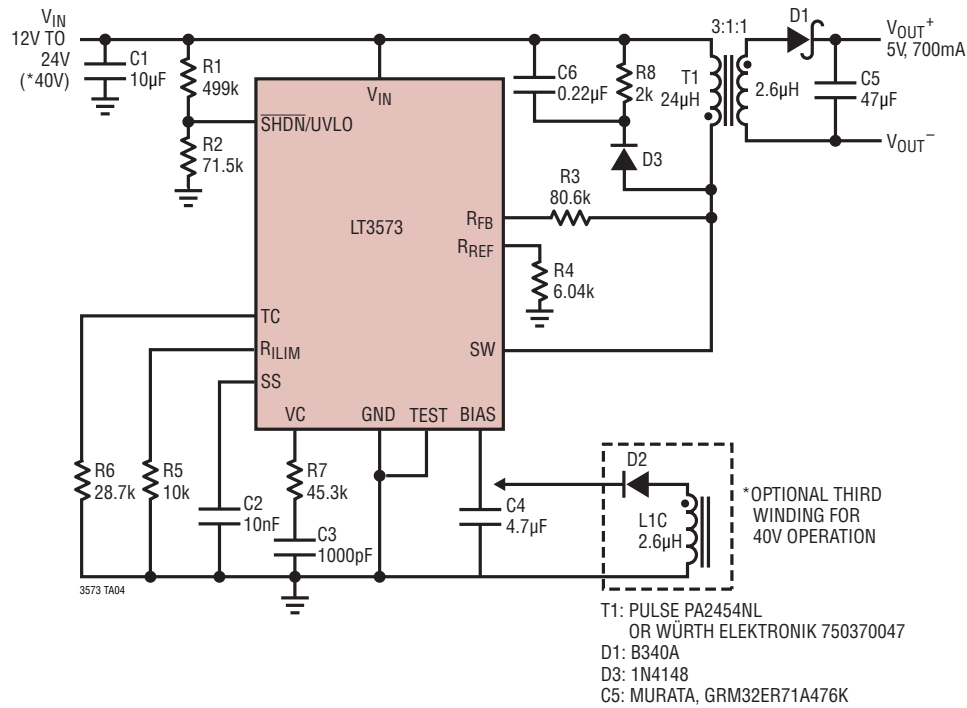 VIN
12V TO
24V
(*40V)
C1
10µF
R1
499k
R2
71.5k
VIN
SHDN/UVLO
LT3573
RFB
RREF
SW
TC
RILIM
SS
VC
GND
TEST
BIAS
C6
0.22µF
R8
2k
D3
R3
80.6k
R4
6.04k
3:1:1
T1
24µH
2.6µH
D1
C5
47µF
VOUT+
5V, 700mA
VOUT−
R6
28.7k
R5
10k
C2
10nF
R7
45.3k
C3
1000pF
C4
4.7µF
D2
L1C
2.6µH
*OPTIONAL THIRD
WINDING FOR
40V OPERATION
3573 TA04
T1: PULSE PA2454NL
OR WÜRTH ELEKTRONIK 750370047
D1: B340A
D3: 1N4148
C5: MURATA, GRM32ER71A476K